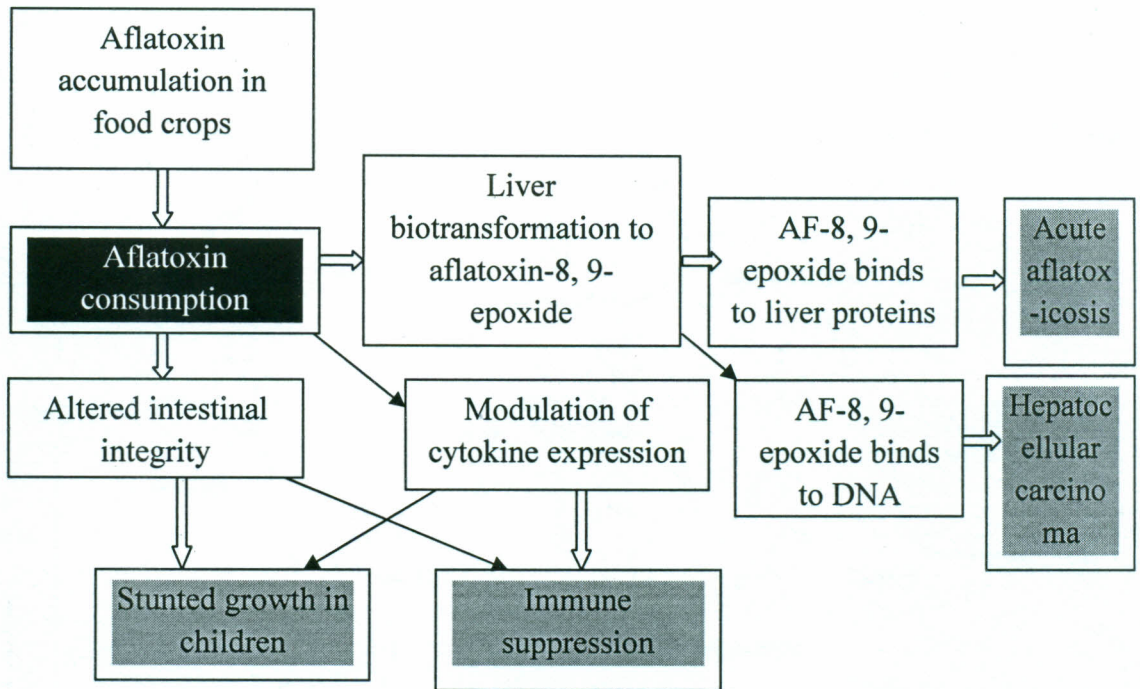 Aflatoxin
accumulation in
food crops
Aflatoxin
consumption
Liver
biotransformation to
aflatoxin-8, 9-
epoxide
AF-8, 9-
epoxide binds
to liver proteins
Acute
aflatox
-icosis
Altered intestinal
integrity
Modulation of
cytokine expression
AF-8, 9-
epoxide binds
to DNA
Hepatoc
ellular
carcino
ma
Stunted growth in
children
Immune
suppression